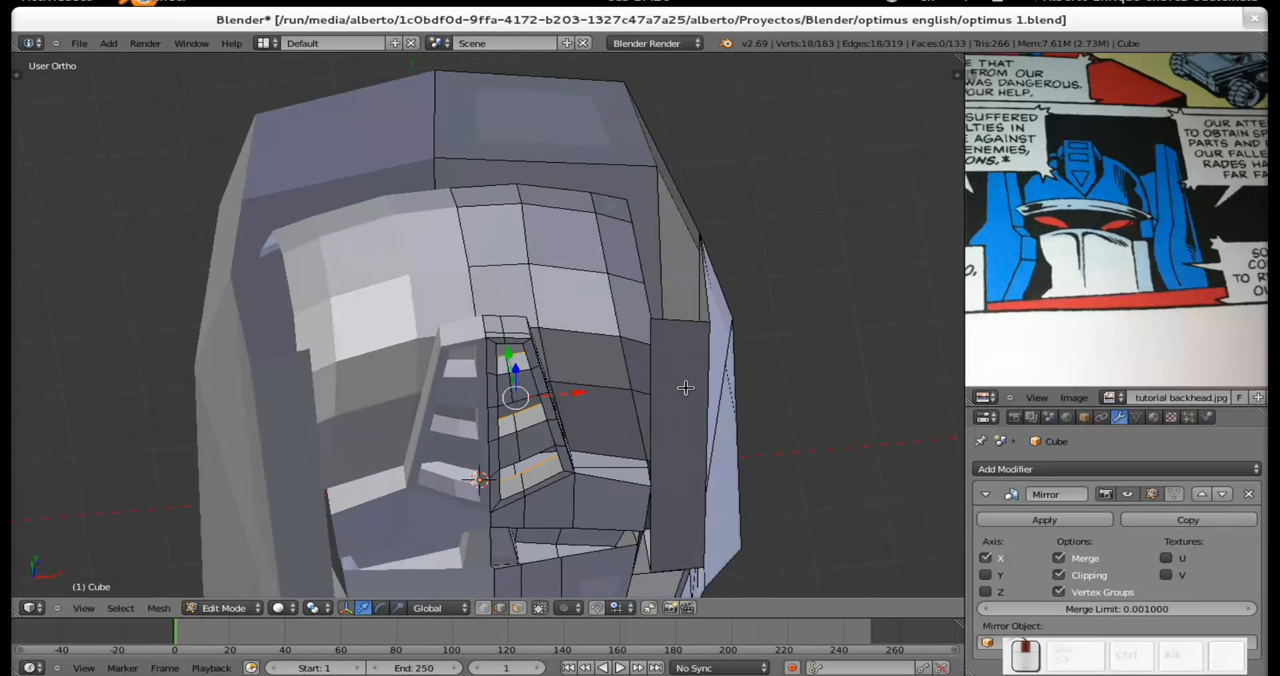 Blender* [/run/media/alberto/1c0bdf0d-9ffa-4172-b203-1327c47a7a25/alberto/Proyectos/Blender/optimus english/optimus 1.blend]
File Add Render Window Help Default Scene Blender Render v2.69 | Verts:18/183 | Edges:18/319 | Faces:0/133 | Tris:266 | Mem:7.61M (2.73M) | Cube
User Ortho
E THAT
FROM OUR
WAS DANGEROUS.
OUR HELP.
SUFFERED
LTIES IN
E AGAINST
ENEMIES,
ONS.*
OUR ATTE
TO OBTAIN SP
PARTS AND
OUR FALLE
RADES HA
FAR FA
SO
CO
TO R
OU
View Image tutorial backhead.jpg F
Cube
Add Modifier
Mirror
Apply Copy
Axis: Options: Textures:
X Merge U
Y Clipping V
Z Vertex Groups
Merge Limit: 0.001000
Mirror Object:
Ctrl Alt
(1) Cube
View Select Mesh Edit Mode Global
-40 -20 0 20 40 60 80 100 120 140 160 180 200 220 240 260
View Marker Frame Playback Start: 1 End: 250 1 No Sync